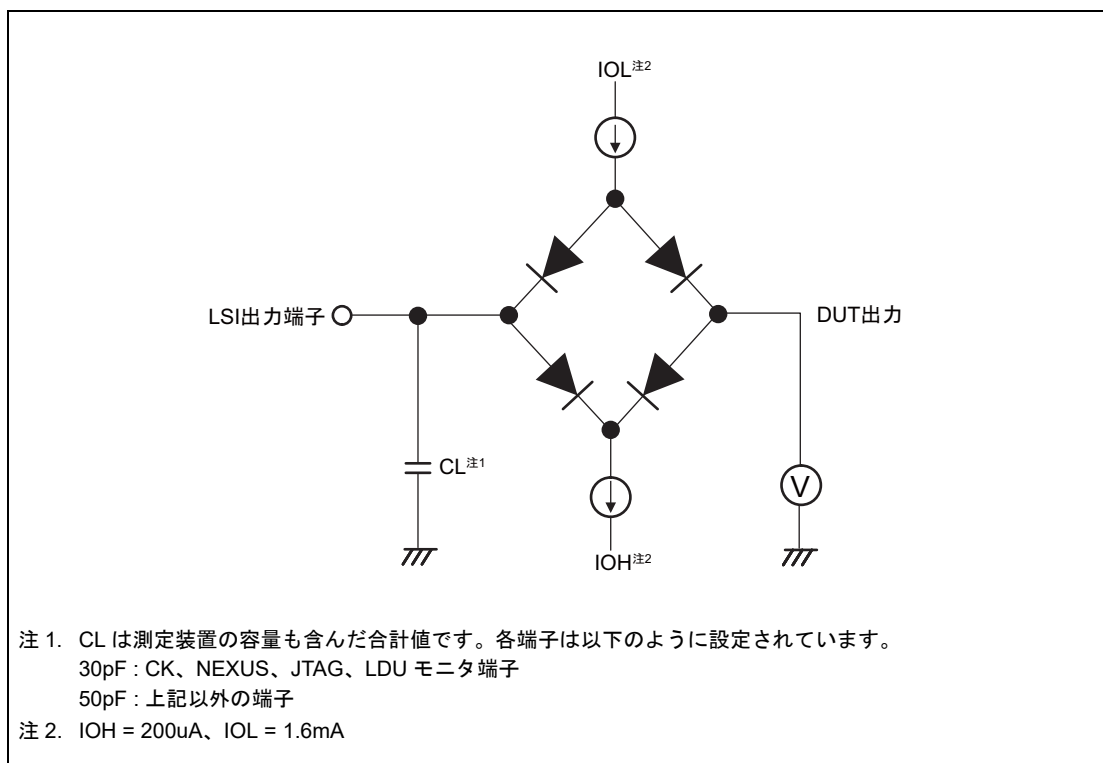 IOL注2
LSI出力端子
DUT出力
CL注1
V
IOH注2
注 1. CL は測定装置の容量も含んだ合計値です。各端子は以下のように設定されています。
30pF : CK、NEXUS、JTAG、LDU モニタ端子
50pF : 上記以外の端子
注 2. IOH = 200uA、IOL = 1.6mA